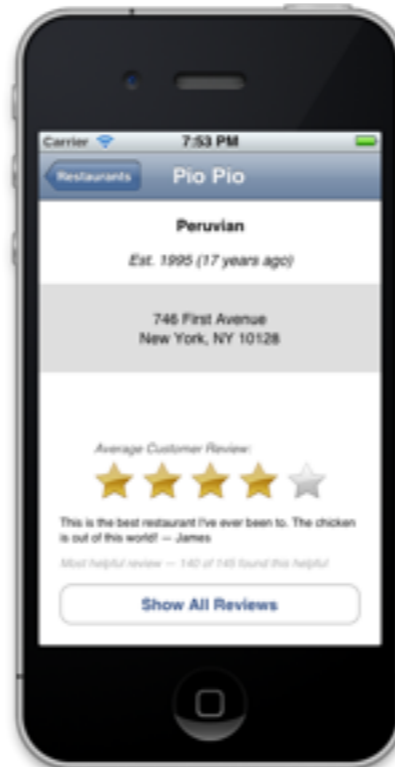 Carrier 7:53 PM
Restaurants Pio Pio
Peruvian
Est. 1995 (17 years ago)
746 First Avenue
New York, NY 10128
Average Customer Review:
This is the best restaurant I've ever been to. The chicken
is out of this world! — James
Most helpful review — 140 of 145 found this helpful
Show All Reviews